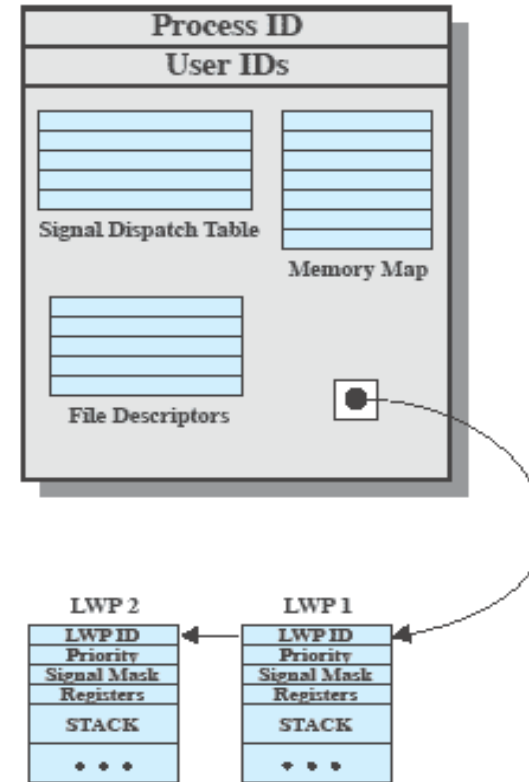 Process ID
User IDs
Signal Dispatch Table
Memory Map
File Descriptors
LWP 2
LWP 1
LWP ID
Priority
Signal Mask
Registers
STACK
• • •
LWP ID
Priority
Signal Mask
Registers
STACK
• • •